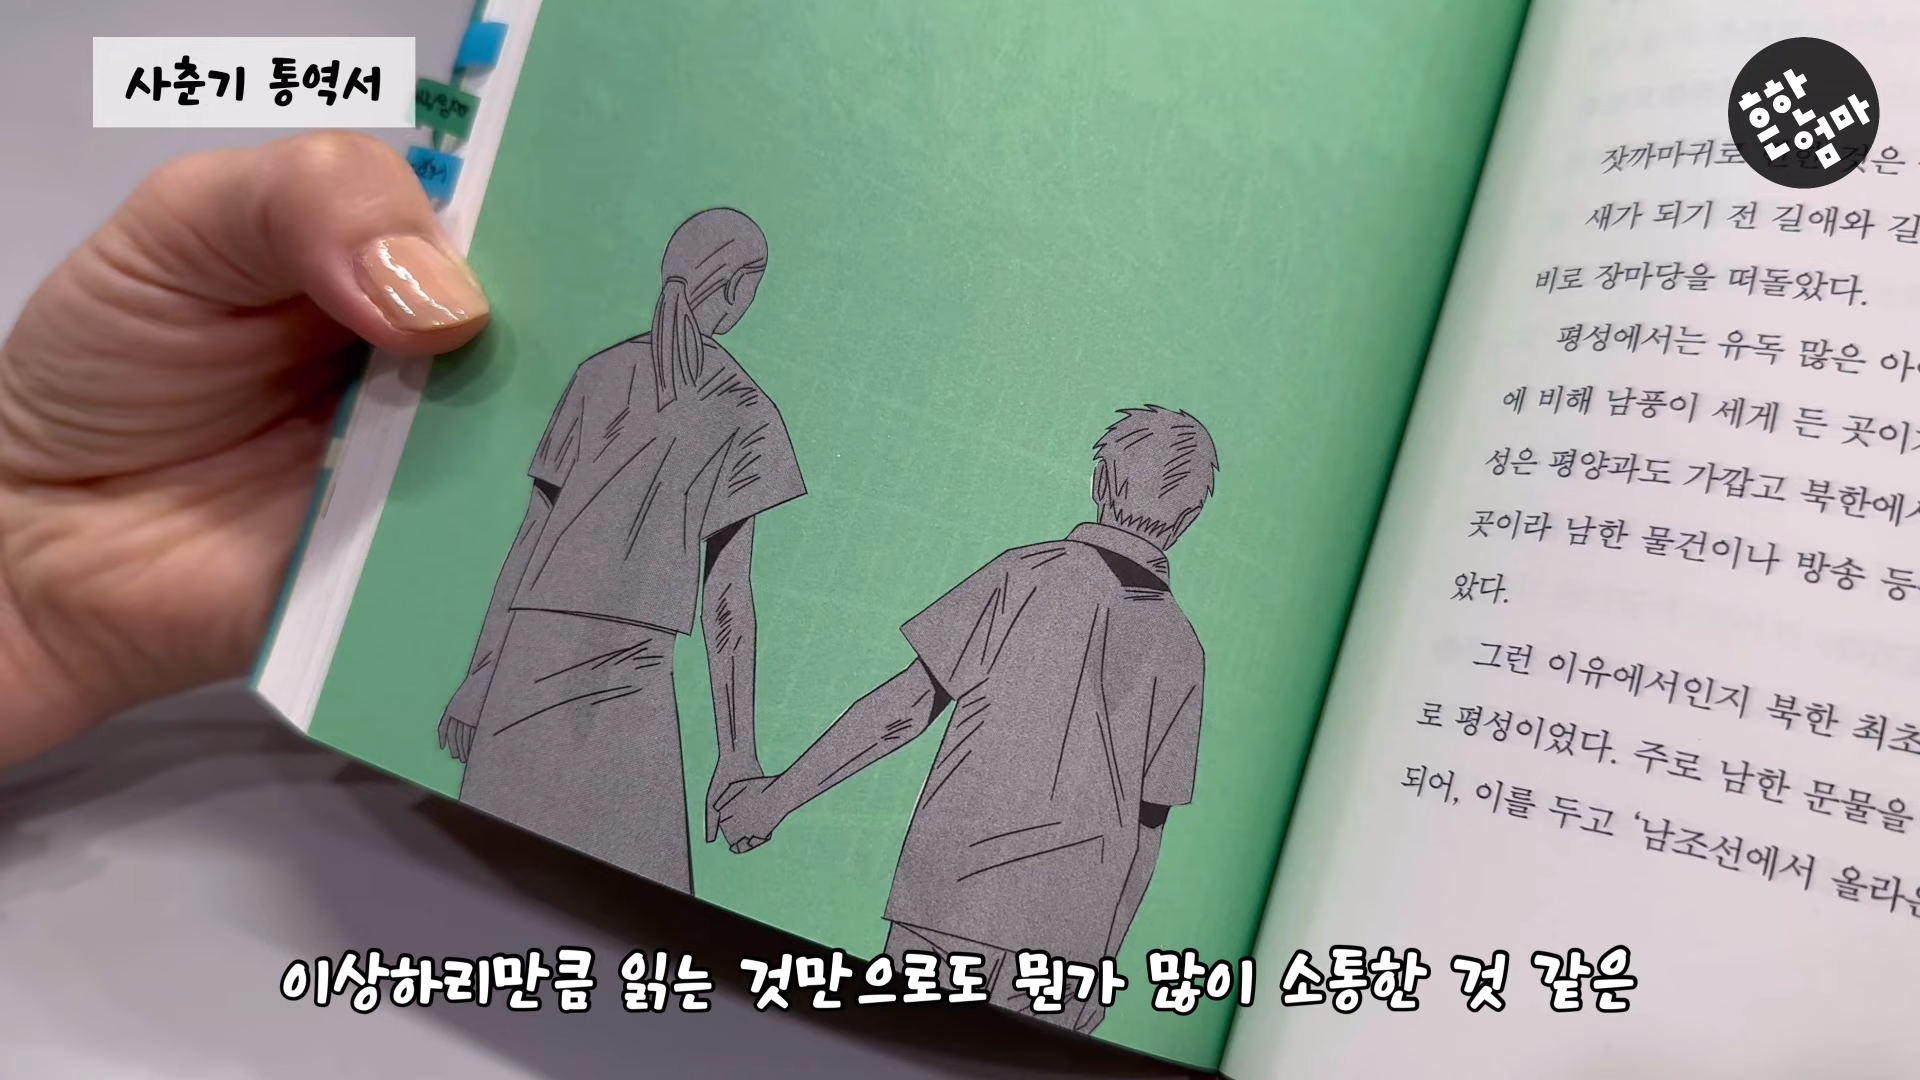 사춘기 통역서
흔한
엄마
잣까마귀로 것은
새가 되기 전 길애와 길
비로 장마당을 떠돌았다.
평성에서는 유독 많은
에 비해 남풍이 세게 든 곳이
성은 평양과도 가깝고 북한에서
곳이라 남한 물건이나 방송 등
았다.
그런 이유에서인지 북한 최초
로 평성이었다. 주로 남한 문물을
되어, 이를 두고 ‘남조선에서 올라온
이상하리만큼 읽는 것만으로도 뭔가 많이 소통한 것 같은